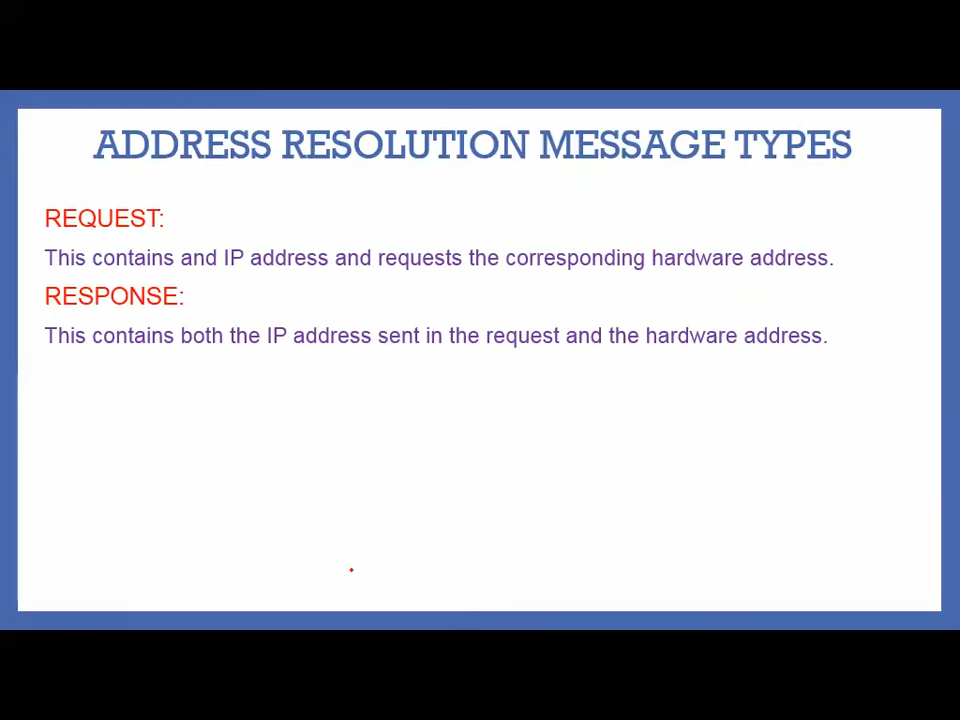 ADDRESS RESOLUTION MESSAGE TYPES
REQUEST:
This contains and IP address and requests the corresponding hardware address.
RESPONSE:
This contains both the IP address sent in the request and the hardware address.